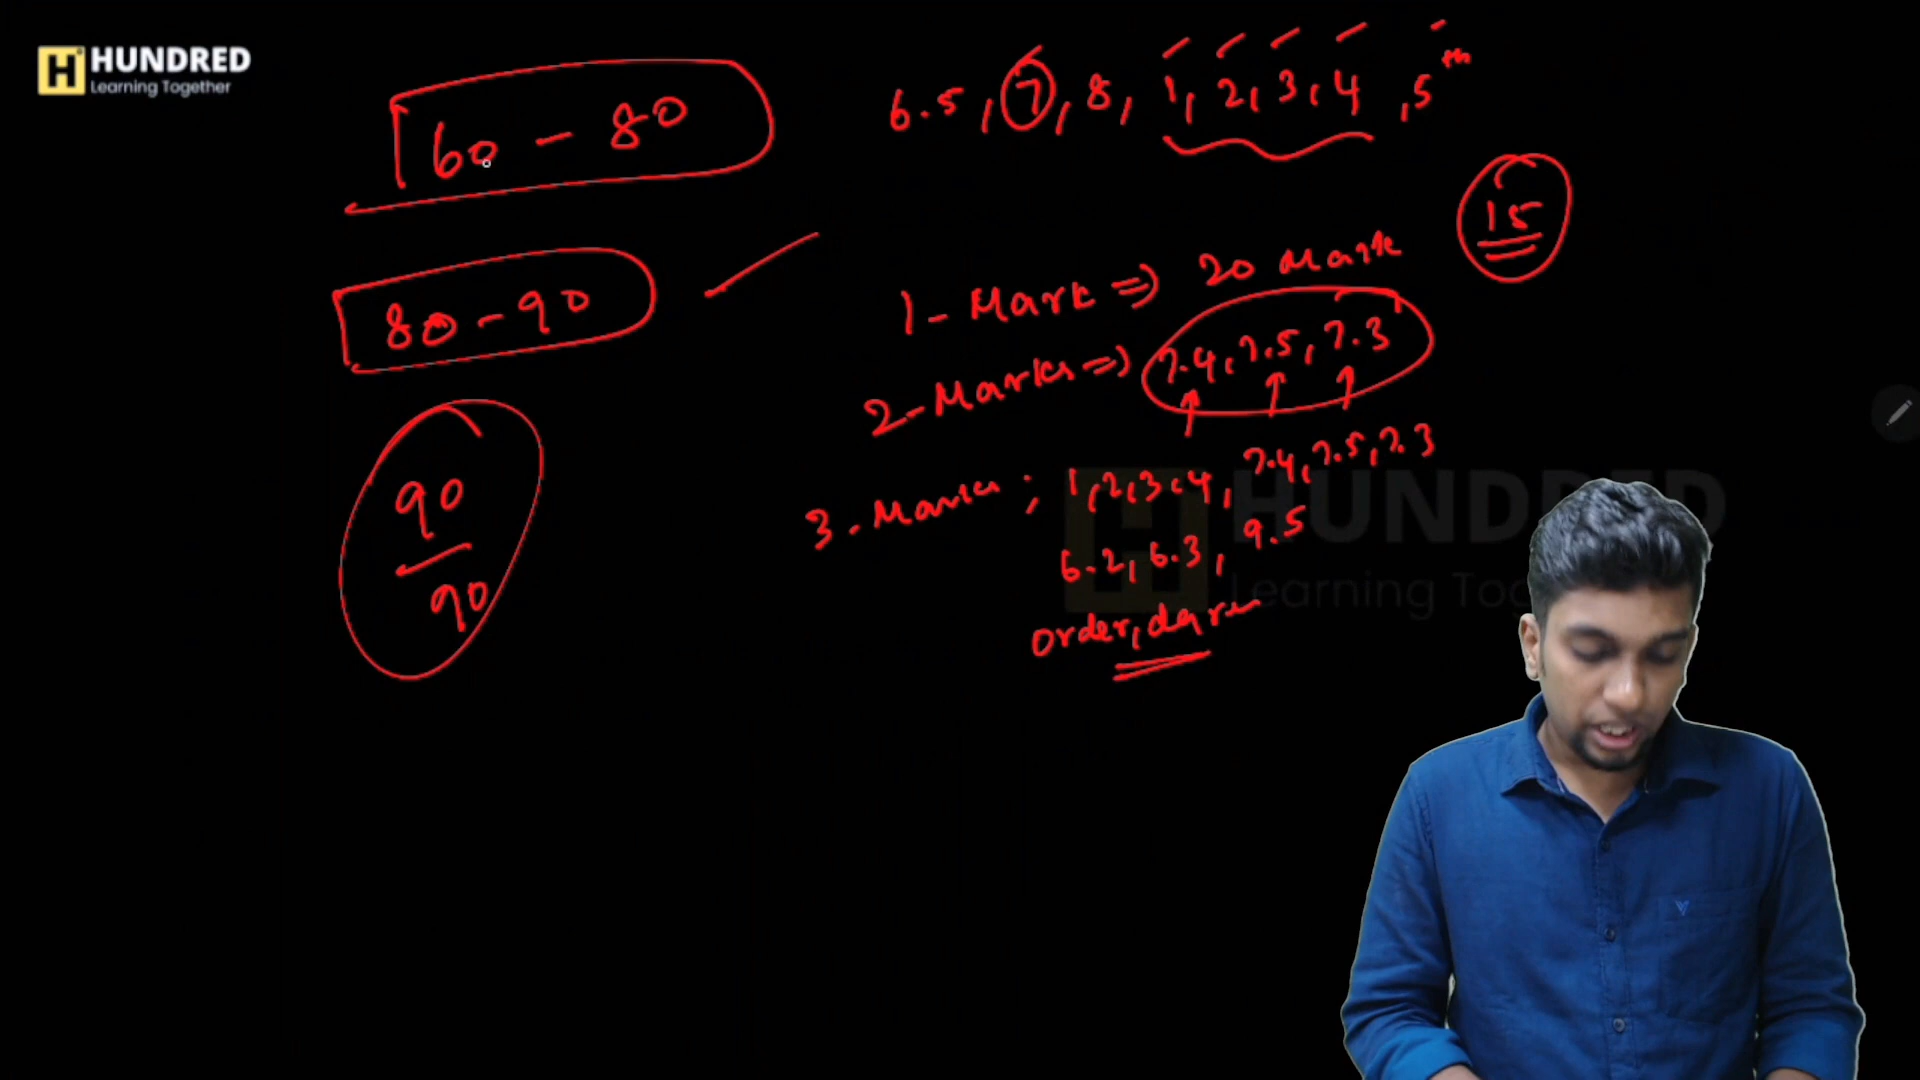 HUNDRED
Learning Together
60 - 80
80 - 90
90
90
6.5, 7, 8, 1, 2, 3, 4, 5th
15
1 - Mark => 20 Mark
2 - Marks => 7.4, 7.5, 7.3
3 - Marks ; 1, 2, 3, 4, 7.4, 7.5, 7.3
6.2, 6.3, 9.5
order,
HUNDRED
Learning